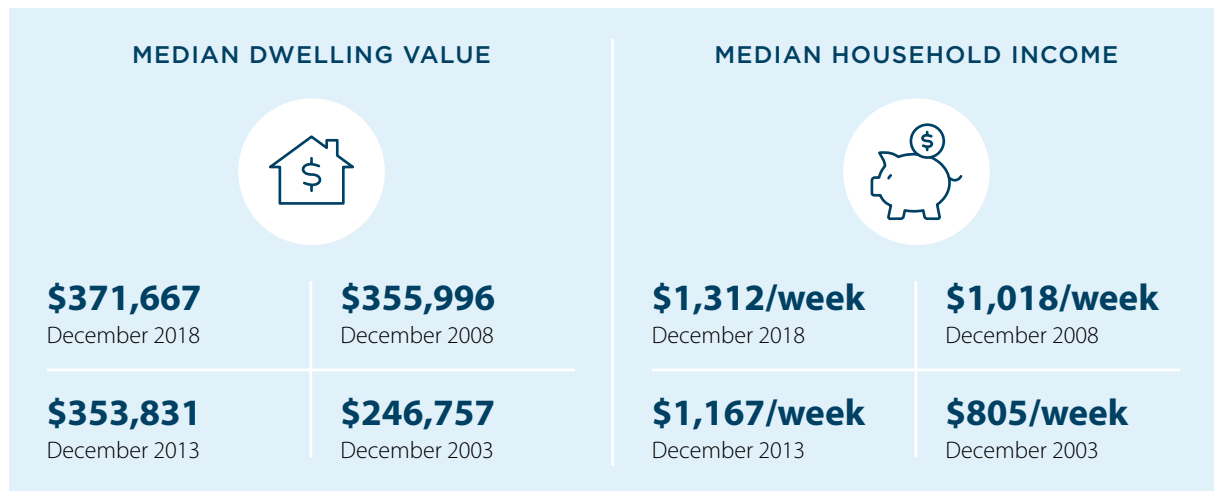 MEDIAN DWELLING VALUE
$
$371,667
December 2018
$355,996
December 2008
$353,831
December 2013
$246,757
December 2003
MEDIAN HOUSEHOLD INCOME
$
$1,312/week
December 2018
$1,018/week
December 2008
$1,167/week
December 2013
$805/week
December 2003